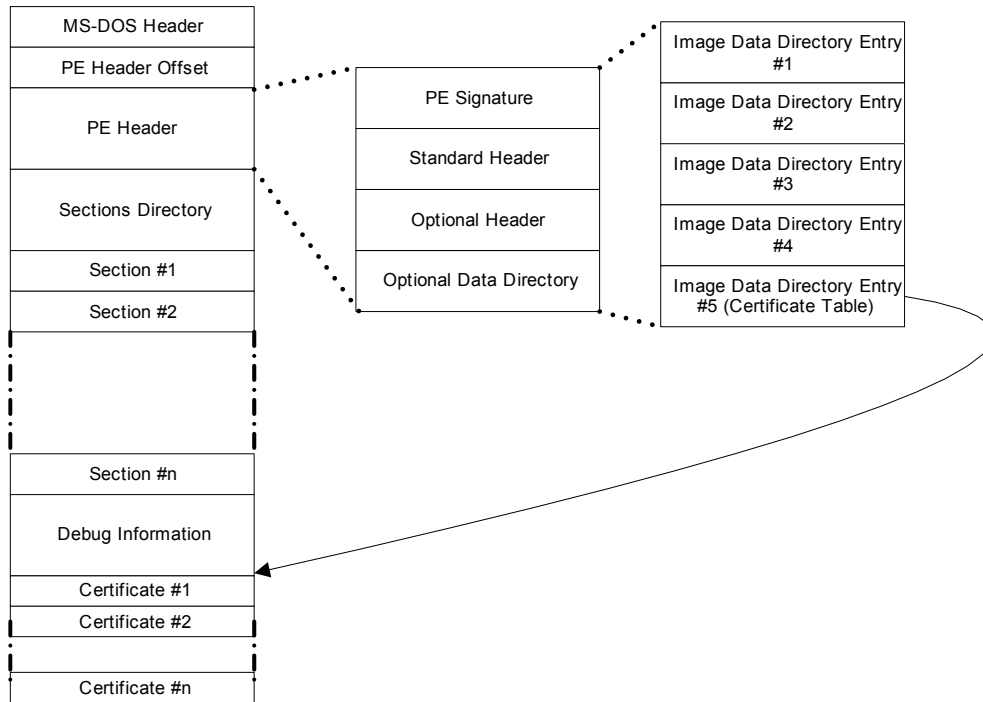 MS-DOS Header
PE Header Offset
PE Header
Sections Directory
Section #1
Section #2
Section #n
Debug Information
Certificate #1
Certificate #2
Certificate #n
PE Signature
Standard Header
Optional Header
Optional Data Directory
Image Data Directory Entry
#1
Image Data Directory Entry
#2
Image Data Directory Entry
#3
Image Data Directory Entry
#4
Image Data Directory Entry
#5 (Certificate Table)